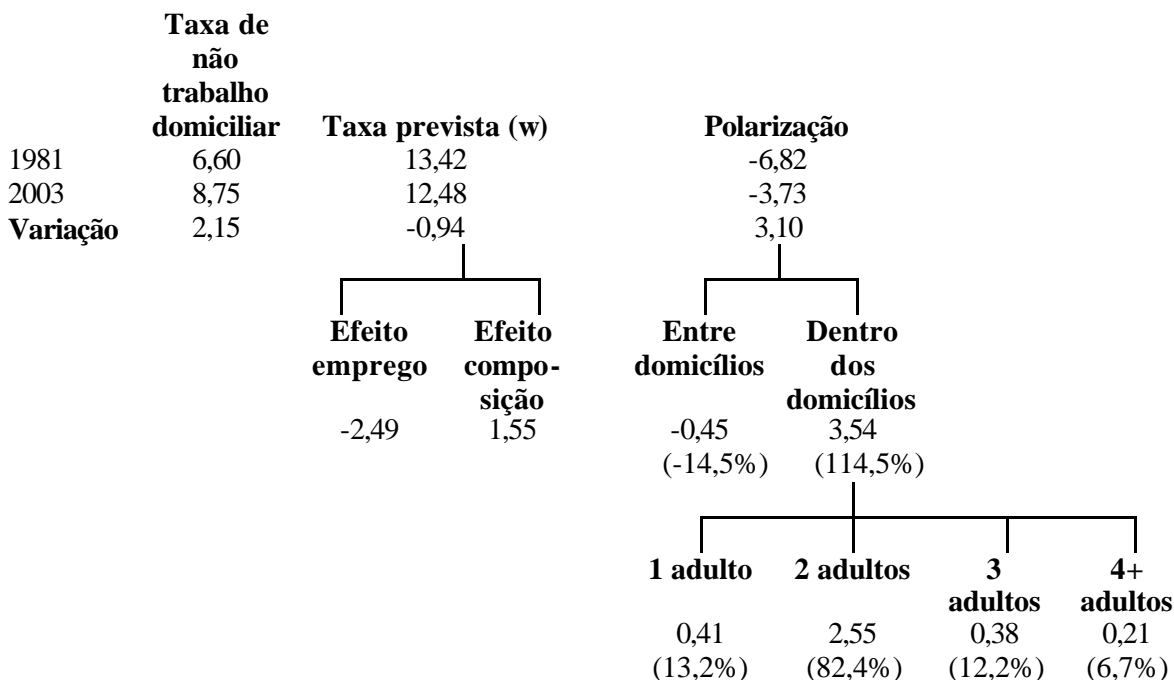 Taxa de
não
trabalho
domiciliar Taxa prevista (w) Polarização
1981 6,60 13,42 -6,82
2003 8,75 12,48 -3,73
Variação 2,15 -0,94 3,10
Efeito Efeito Entre Dentro
emprego compo- domicílios dos
sição domicílios
-2,49 1,55 -0,45 3,54
(-14,5%) (114,5%)
1 adulto 2 adultos 3 4+
adultos adultos
0,41 2,55 0,38 0,21
(13,2%) (82,4%) (12,2%) (6,7%)